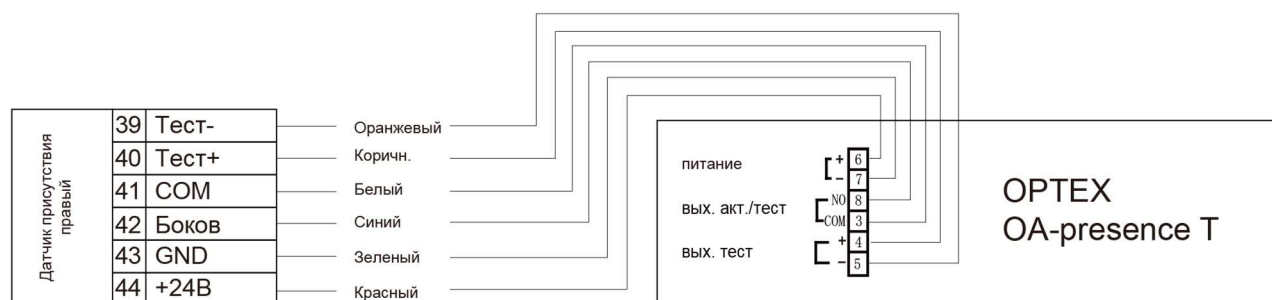 Датчик присутствия
правый
39 Тест-
40 Тест+
41 COM
42 Боков
43 GND
44 +24В
Оранжевый
Коричн.
Белый
Синий
Зеленый
Красный
питание
вых. акт./тест
вых. тест
+ 6
- 7
NO 8
COM 3
+ 4
- 5
OPTEX
OA-presence T